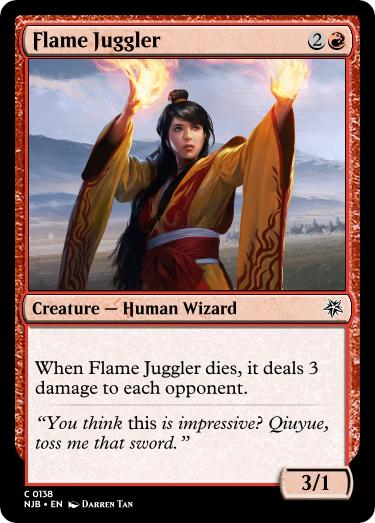 Flame Juggler 2
Creature — Human Wizard
When Flame Juggler dies, it deals 3
damage to each opponent.
“You think this is impressive? Qiuyue,
toss me that sword.”
3/1
C 0138
NJB • EN Darren Tan